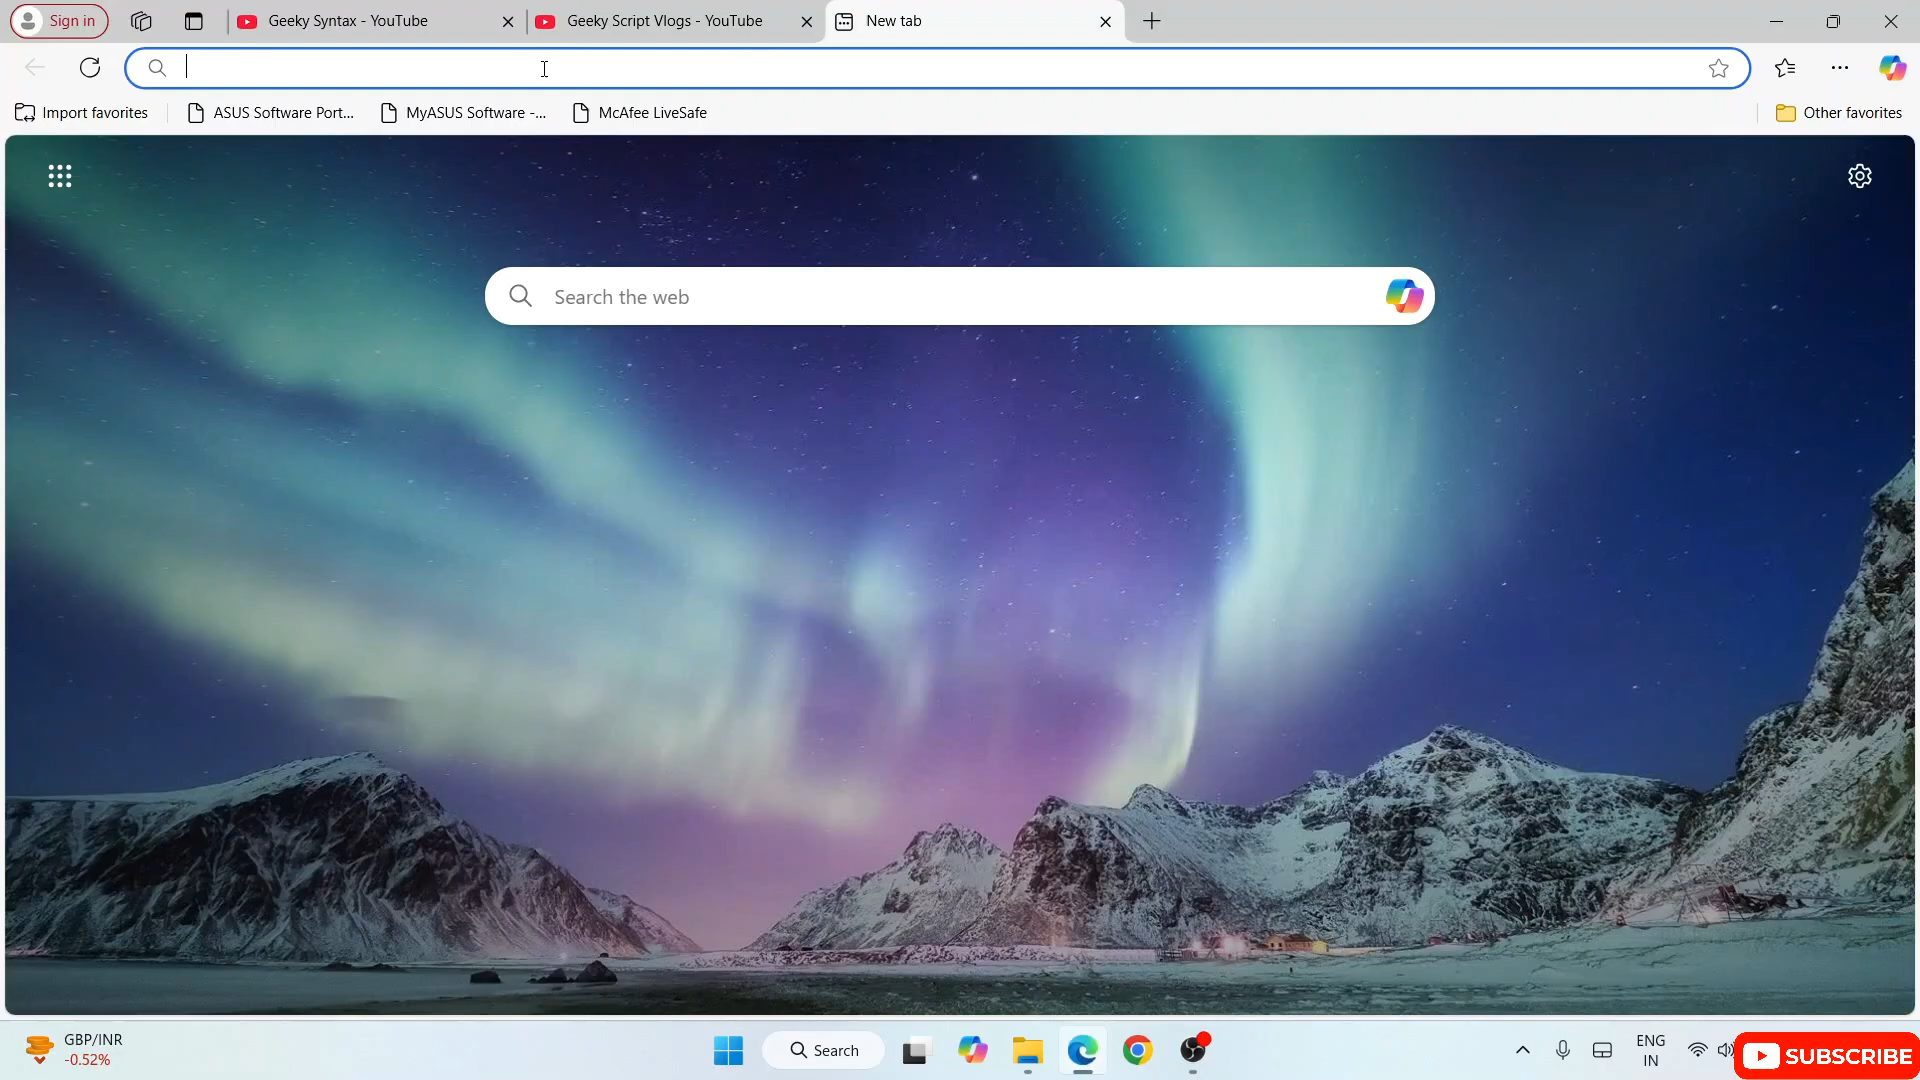 Sign in
Geeky Syntax - YouTube
Geeky Script Vlogs - YouTube
New tab
Import favorites
ASUS Software Port...
MyASUS Software -...
McAfee LiveSafe
Other favorites
Search the web
GBP/INR
-0.52%
Search
ENG
IN
SUBSCRIBE